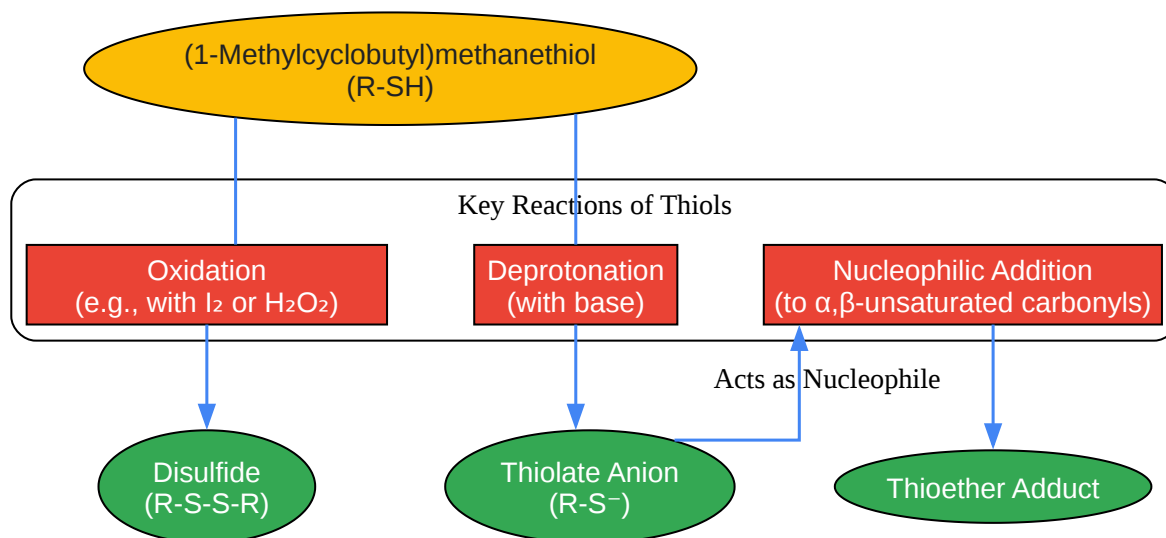 (1-Methylcyclobutyl)methanethiol
(R-SH)
Key Reactions of Thiols
Oxidation
(e.g., with I₂ or H₂O₂)
Deprotonation
(with base)
Nucleophilic Addition
(to α,β-unsaturated carbonyls)
Acts as Nucleophile
Disulfide
(R-S-S-R)
Thiolate Anion
(R-S⁻)
Thioether Adduct